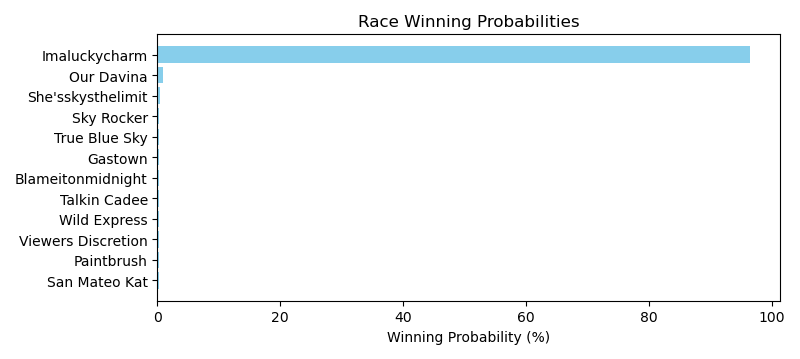 Race Winning Probabilities
Imaluckycharm
Our Davina
She'sskysthelimit
Sky Rocker
True Blue Sky
Gastown
Blameitonmidnight
Talkin Cadee
Wild Express
Viewers Discretion
Paintbrush
San Mateo Kat
0 20 40 60 80 100
Winning Probability (%)